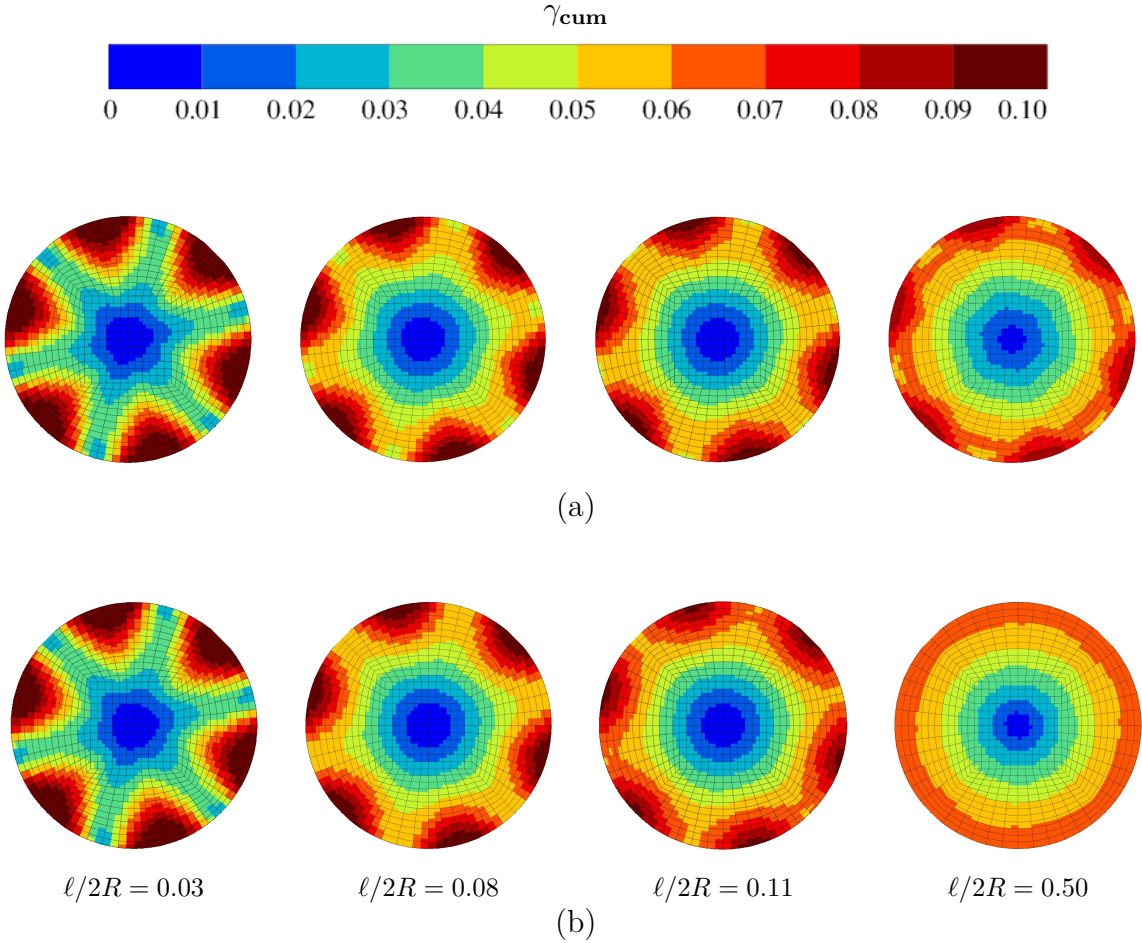 γcum
0 0.01 0.02 0.03 0.04 0.05 0.06 0.07 0.08 0.09 0.10
(a)
ℓ/2R = 0.03 ℓ/2R = 0.08 ℓ/2R = 0.11 ℓ/2R = 0.50
(b)